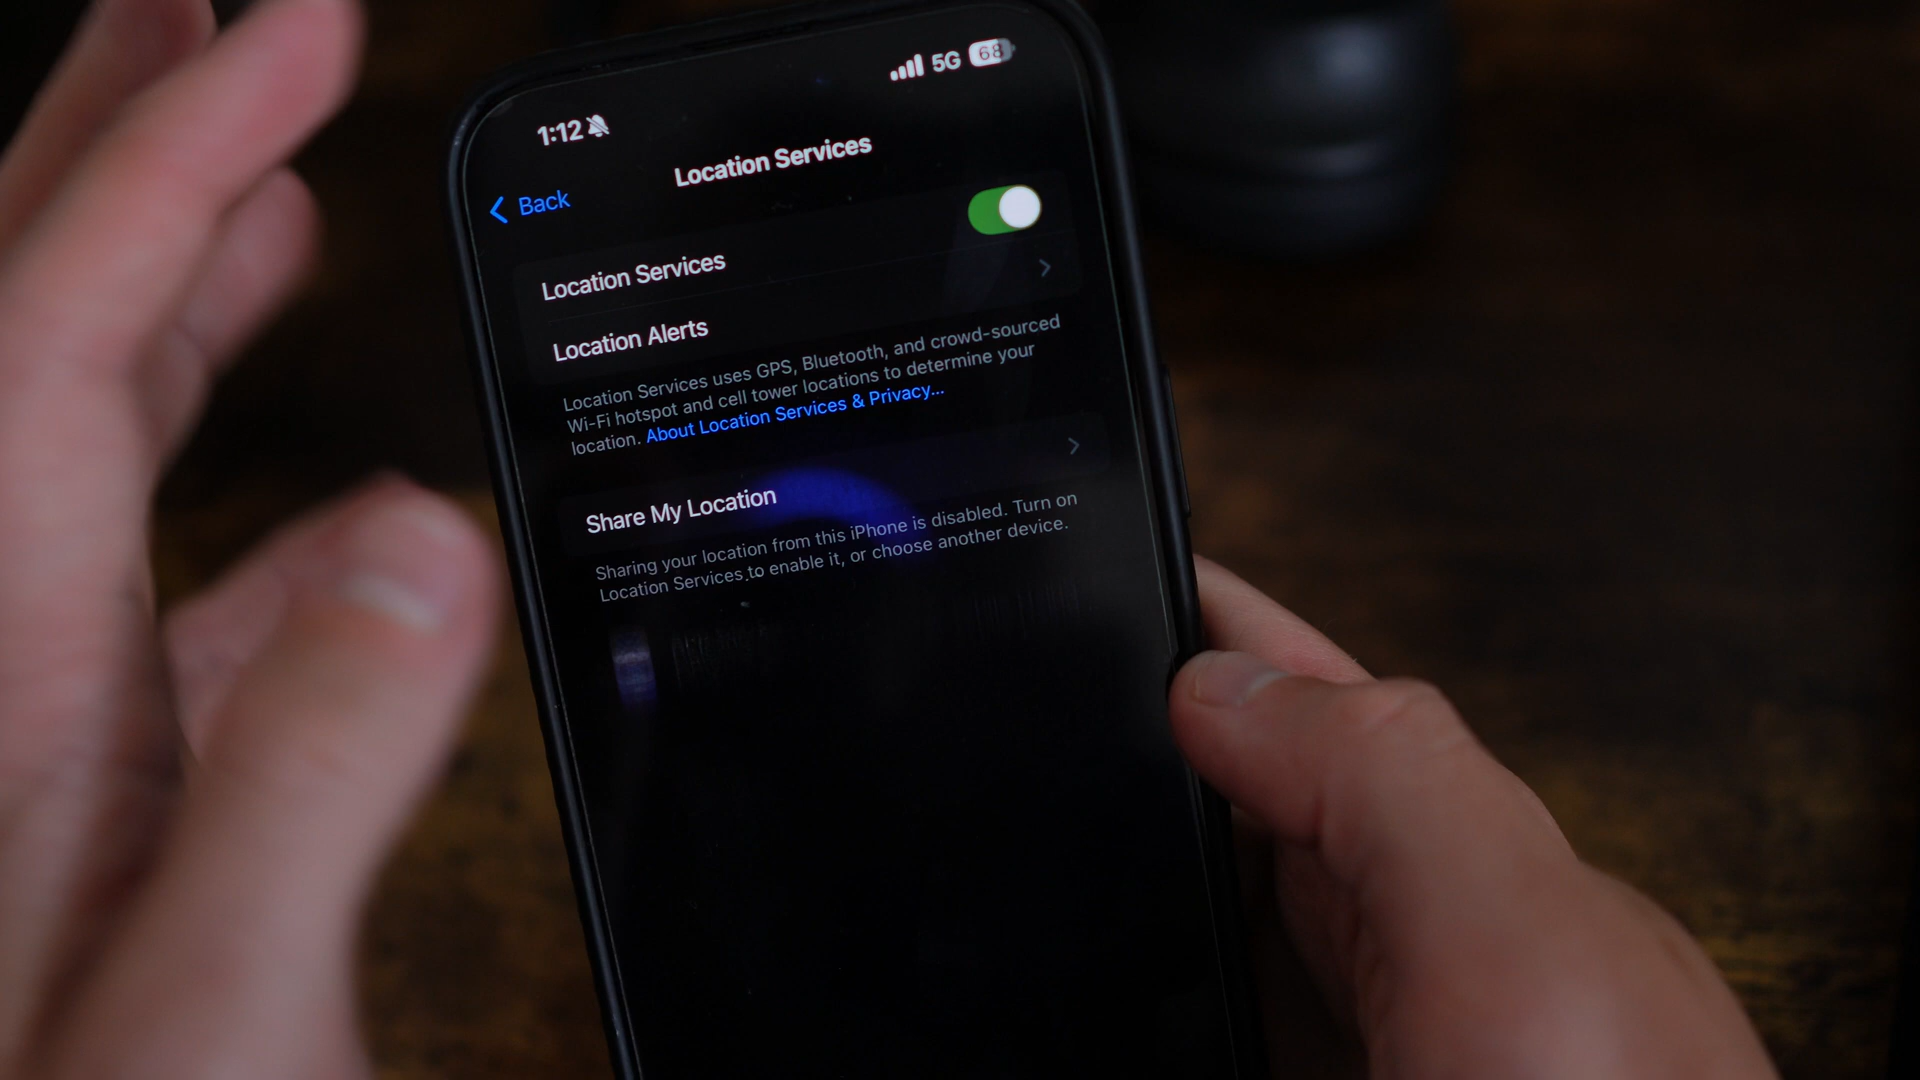 1:12
5G
68
Back
Location Services
Location Services
Location Alerts
Location Services uses GPS, Bluetooth, and crowd-sourced
Wi-Fi hotspot and cell tower locations to determine your
location. About Location Services & Privacy...
Share My Location
Sharing your location from this iPhone is disabled. Turn on
Location Services to enable it, or choose another device.